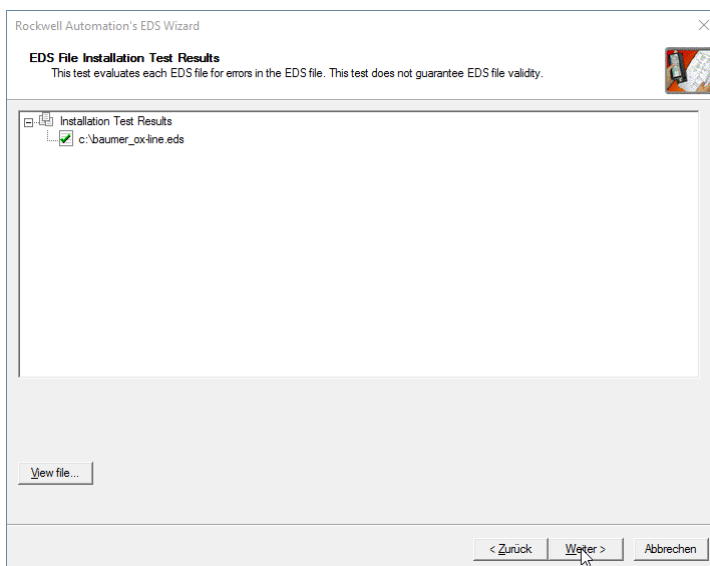 Rockwell Automation's EDS Wizard
EDS File Installation Test Results
This test evaluates each EDS file for errors in the EDS file. This test does not guarantee EDS file validity.
Installation Test Results
c:\baumer_ox-line.eds
View file...
< Zurück
Weiter >
Abbrechen